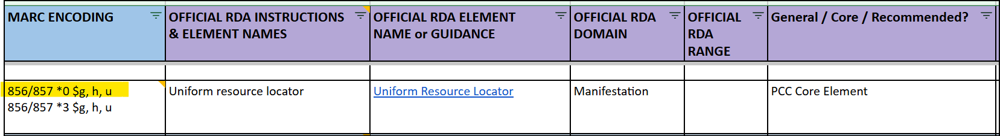 MARC ENCODING
OFFICIAL RDA INSTRUCTIONS
& ELEMENT NAMES
OFFICIAL RDA ELEMENT
NAME or GUIDANCE
OFFICIAL RDA
DOMAIN
OFFICIAL
RDA
RANGE
General / Core / Recommended?
856/857 *0 $g, h, u
856/857 *3 $g, h, u
Uniform resource locator
Uniform Resource Locator
Manifestation
PCC Core Element